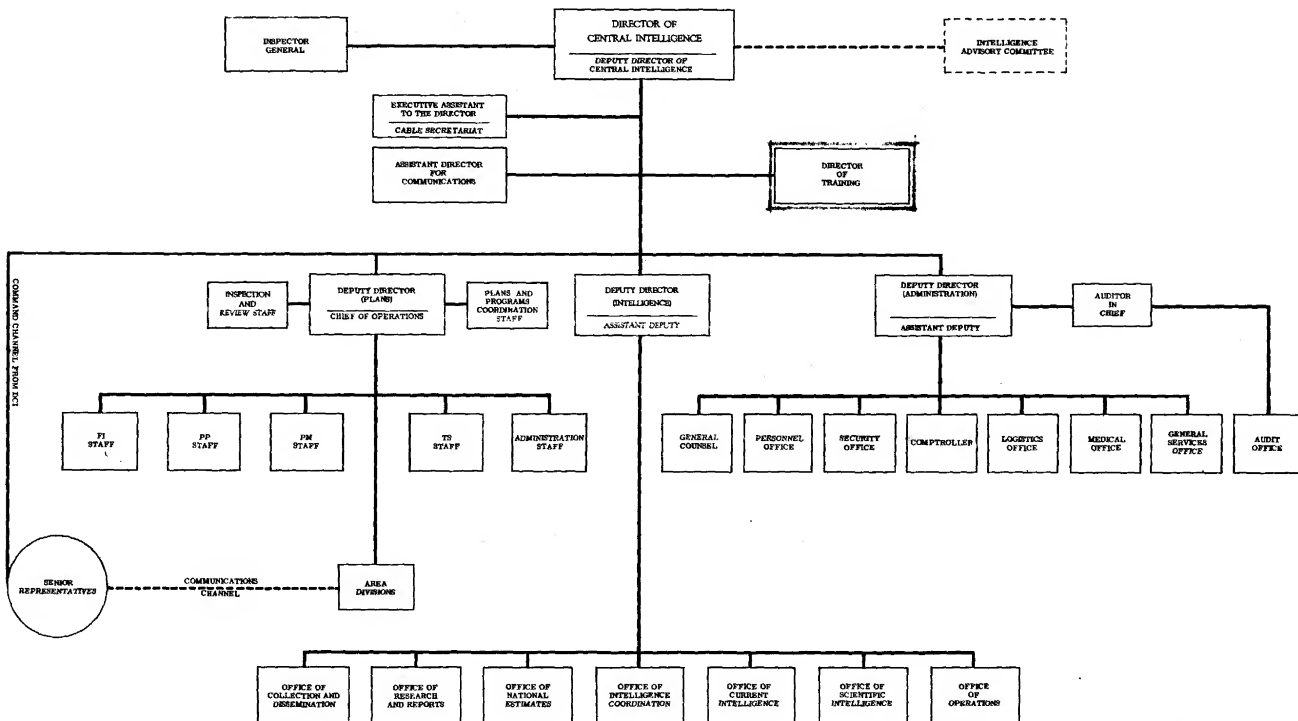 DIRECTOR OF
CENTRAL INTELLIGENCE
DEPUTY DIRECTOR OF
CENTRAL INTELLIGENCE
INSPECTOR
GENERAL
INTELLIGENCE
ADVISORY COMMITTEE
EXECUTIVE ASSISTANT
TO THE DIRECTOR
CABLE SECRETARIAT
ASSISTANT DIRECTOR
FOR
COMMUNICATIONS
DIRECTOR
OF
TRAINING
COMMAND CHANNEL FROM DCI
INSPECTION
AND
REVIEW STAFF
DEPUTY DIRECTOR
(PLANS)
CHIEF OF OPERATIONS
PLANS AND
PROGRAMS
COORDINATION
STAFF
DEPUTY DIRECTOR
(INTELLIGENCE)
ASSISTANT DEPUTY
DEPUTY DIRECTOR
(ADMINISTRATION)
ASSISTANT DEPUTY
AUDITOR
IN
CHIEF
FI
STAFF
PP
STAFF
PM
STAFF
TS
STAFF
ADMINISTRATION
STAFF
GENERAL
COUNSEL
PERSONNEL
OFFICE
SECURITY
OFFICE
COMPTROLLER
LOGISTICS
OFFICE
MEDICAL
OFFICE
GENERAL
SERVICES
OFFICE
AUDIT
OFFICE
SENIOR
REPRESENTATIVES
COMMUNICATIONS
CHANNEL
AREA
DIVISIONS
OFFICE OF
COLLECTION AND
DISSEMINATION
OFFICE OF
RESEARCH
AND REPORTS
OFFICE OF
NATIONAL
ESTIMATES
OFFICE OF
INTELLIGENCE
COORDINATION
OFFICE OF
CURRENT
INTELLIGENCE
OFFICE OF
SCIENTIFIC
INTELLIGENCE
OFFICE
OF
OPERATIONS